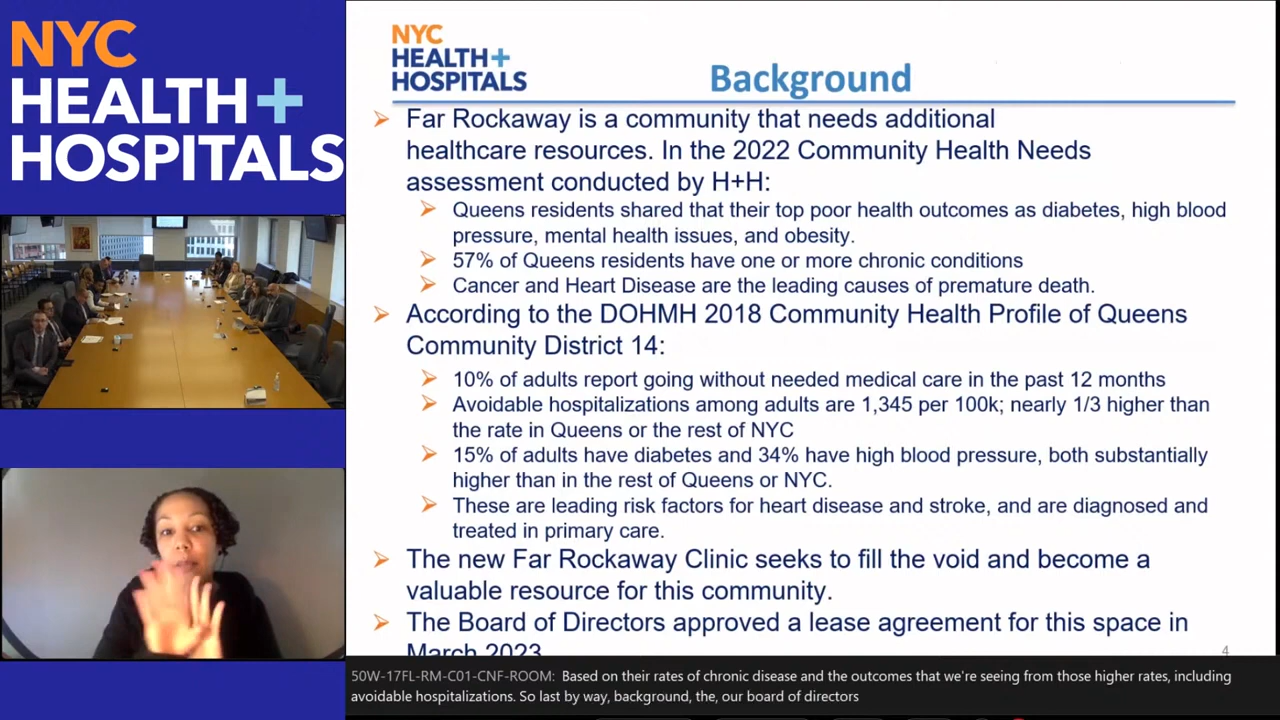 NYC
HEALTH+
HOSPITALS
NYC
HEALTH+
HOSPITALS
Background
Far Rockaway is a community that needs additional
healthcare resources. In the 2022 Community Health Needs
assessment conducted by H+H:
Queens residents shared that their top poor health outcomes as diabetes, high blood
pressure, mental health issues, and obesity.
57% of Queens residents have one or more chronic conditions
Cancer and Heart Disease are the leading causes of premature death.
According to the DOHMH 2018 Community Health Profile of Queens
Community District 14:
10% of adults report going without needed medical care in the past 12 months
Avoidable hospitalizations among adults are 1,345 per 100k; nearly 1/3 higher than
the rate in Queens or the rest of NYC
15% of adults have diabetes and 34% have high blood pressure, both substantially
higher than in the rest of Queens or NYC.
These are leading risk factors for heart disease and stroke, and are diagnosed and
treated in primary care.
The new Far Rockaway Clinic seeks to fill the void and become a
valuable resource for this community.
The Board of Directors approved a lease agreement for this space in
March 2023
4
50W-17FL-RM-C01-CNF-ROOM: Based on their rates of chronic disease and the outcomes that we're seeing from those higher rates, including
avoidable hospitalizations. So last by way, background, the, our board of directors